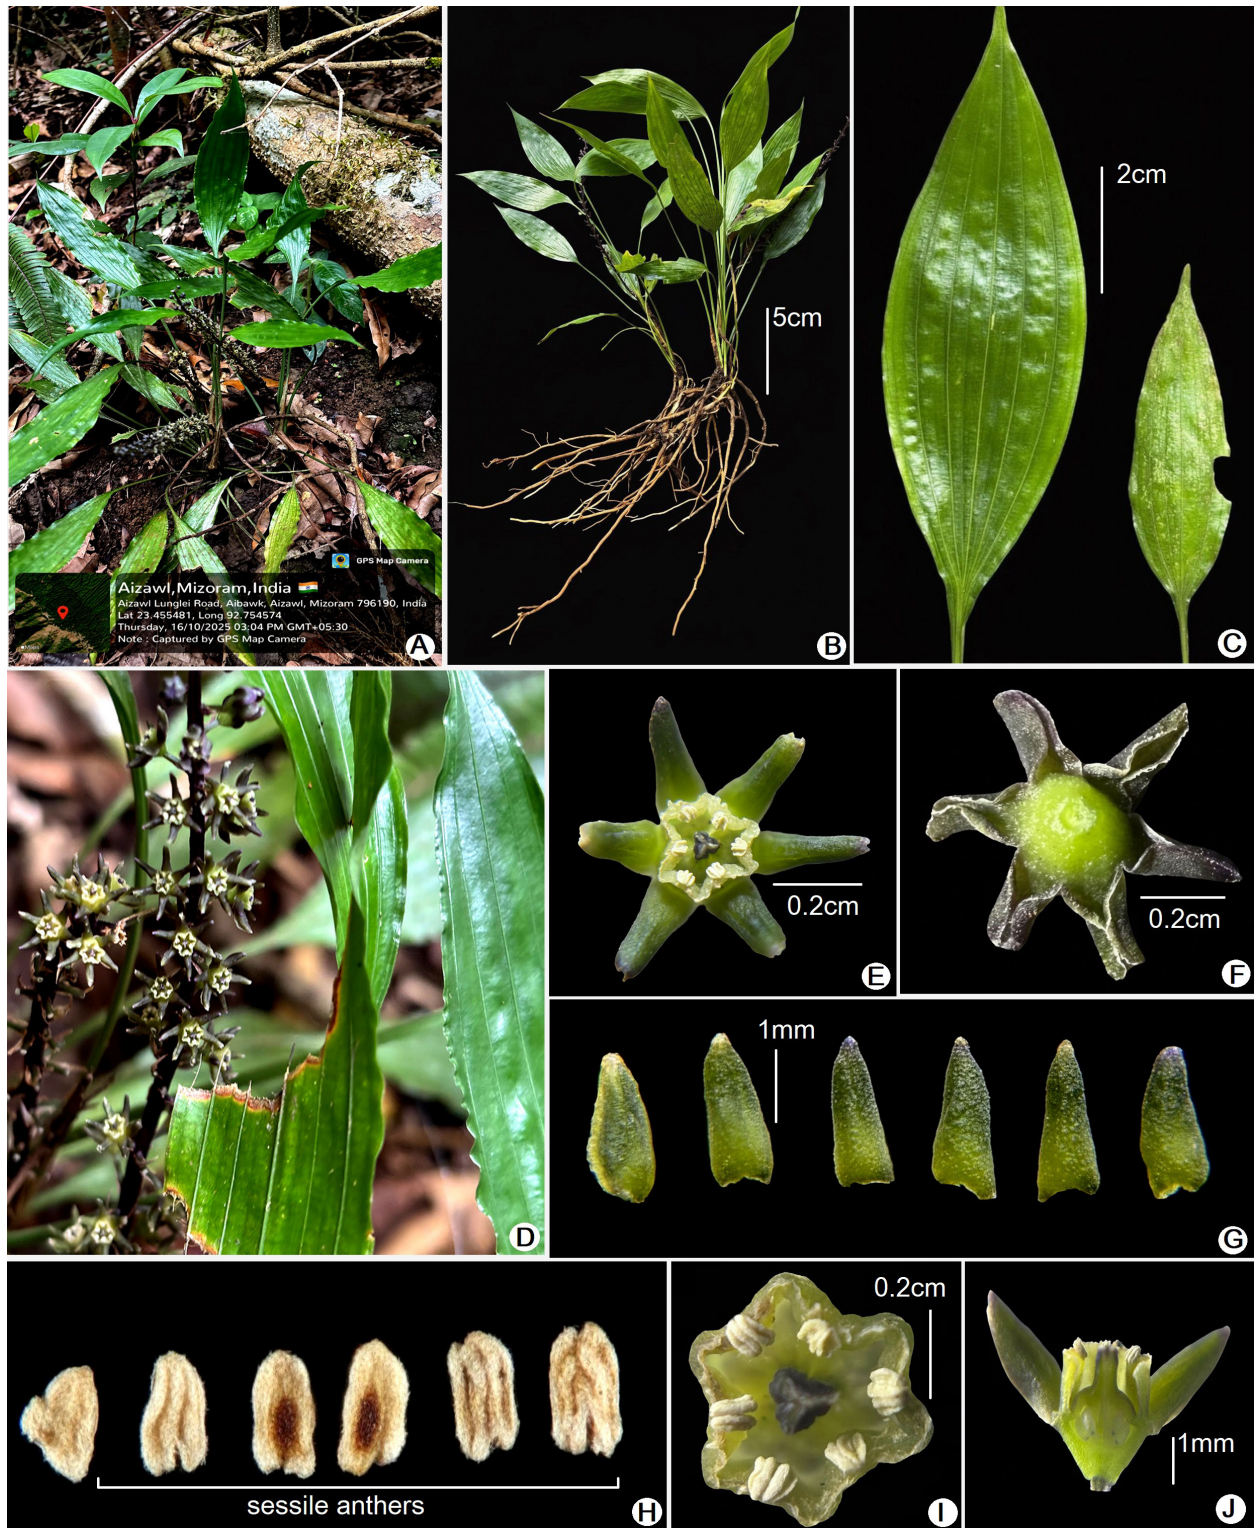 GPS Map Camera
Aizawl,Mizoram,India
Aizawl Lunglei Road, Aibawk, Aizawl, Mizoram 796190, India
Lat 23.455481, Long 92.754574
Thursday, 16/10/2025 03:04 PM GMT+05:30
Note : Captured by GPS Map Camera
A
5cm
B
2cm
C
D
0.2cm
E
0.2cm
F
1mm
G
sessile anthers
H
0.2cm
I
1mm
J